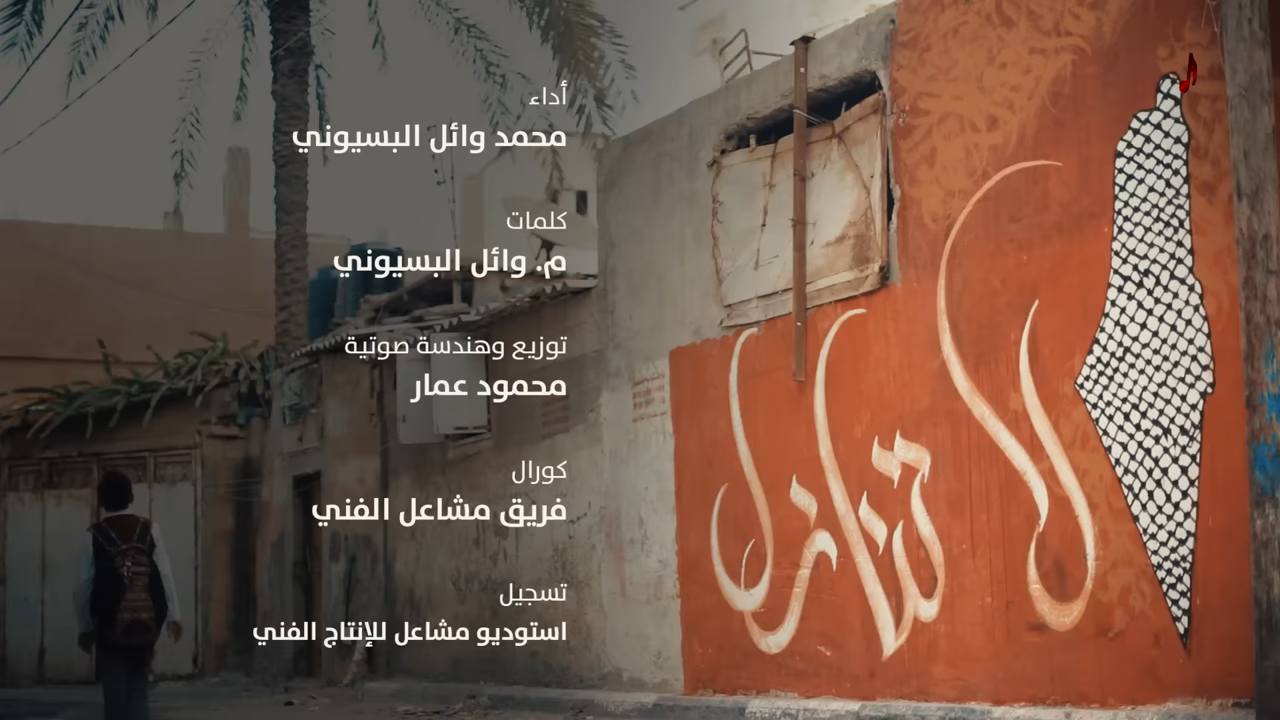 أداء
محمد وائل البسيوني
كلمات
م. وائل البسيوني
توزيع وهندسة صوتية
محمود عمار
كورال
فريق مشاعل الفني
تسجيل
استوديو مشاعل للإنتاج الفني
لا تنازل